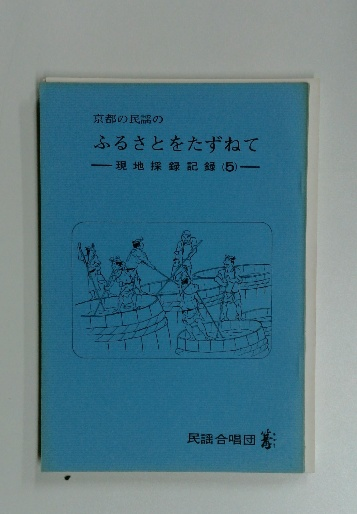 京都の民謡の
ふるさとをたずねて
―現地採録記録(5)―
民謡合唱団